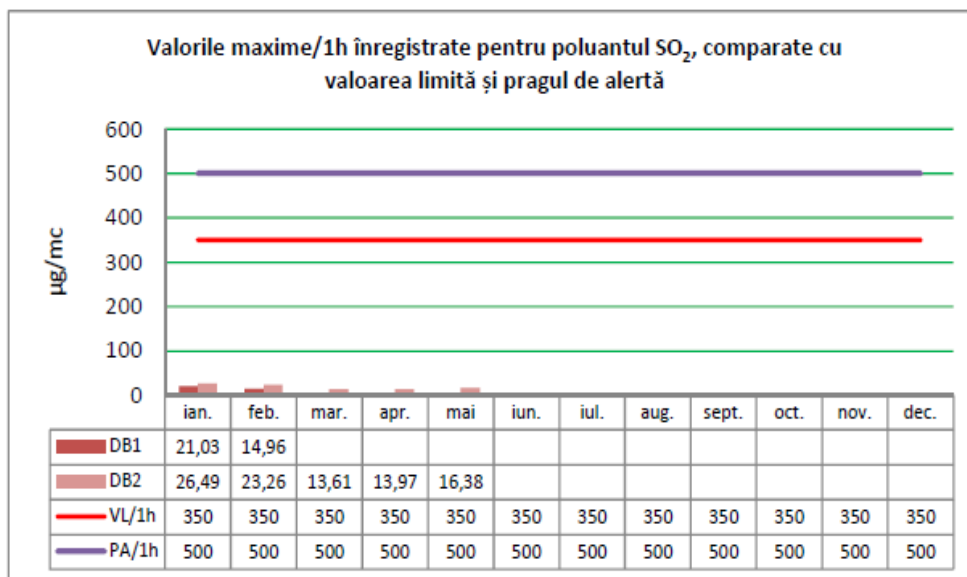 Valorile maxime/1h înregistrate pentru poluantul SO₂, comparate cu
valoarea limită și pragul de alertă
µg/mc
600
500
400
300
200
100
0
ian. feb. mar. apr. mai iun. iul. aug. sept. oct. nov. dec.
DB1 21,03 14,96
DB2 26,49 23,26 13,61 13,97 16,38
VL/1h 350 350 350 350 350 350 350 350 350 350 350 350
PA/1h 500 500 500 500 500 500 500 500 500 500 500 500